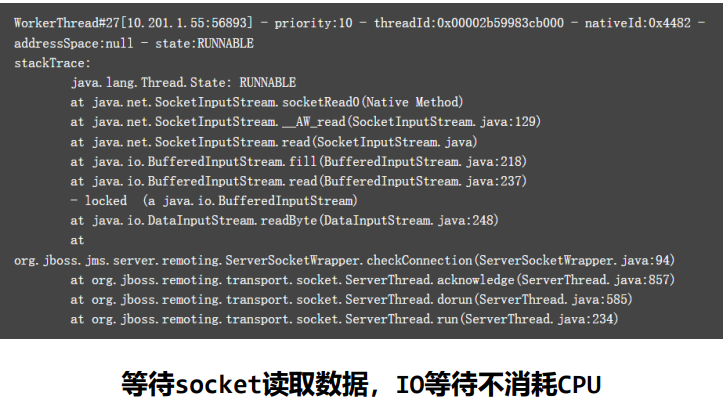 WorkerThread#27[10.201.1.55:56893] - priority:10 - threadId:0x00002b59983cb000 - nativeId:0x4482 -
addressSpace:null - state:RUNNABLE
stackTrace:
java.lang.Thread.State: RUNNABLE
at java.net.SocketInputStream.socketRead0(Native Method)
at java.net.SocketInputStream.__AW_read(SocketInputStream.java:129)
at java.net.SocketInputStream.read(SocketInputStream.java)
at java.io.BufferedInputStream.fill(BufferedInputStream.java:218)
at java.io.BufferedInputStream.read(BufferedInputStream.java:237)
- locked (a java.io.BufferedInputStream)
at java.io.DataInputStream.readByte(DataInputStream.java:248)
at
org.jboss.jms.server.remoting.ServerSocketWrapper.checkConnection(ServerSocketWrapper.java:94)
at org.jboss.remoting.transport.socket.ServerThread.acknowledge(ServerThread.java:857)
at org.jboss.remoting.transport.socket.ServerThread.dorun(ServerThread.java:585)
at org.jboss.remoting.transport.socket.ServerThread.run(ServerThread.java:234)
等待socket读取数据，IO等待不消耗CPU